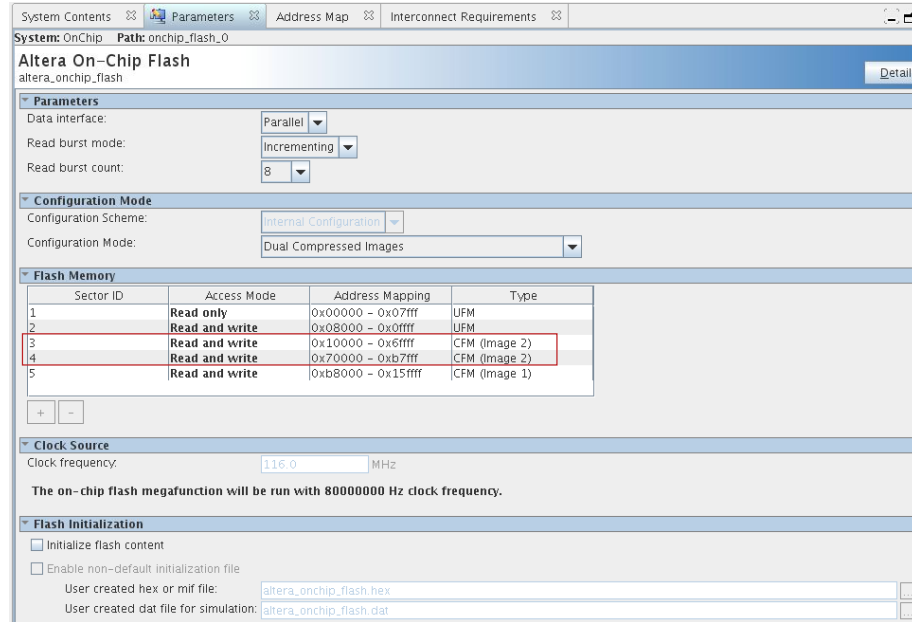 System Contents Parameters Address Map Interconnect Requirements
System: OnChip Path: onchip_flash_0
Altera On-Chip Flash
altera_onchip_flash
Detail
Parameters
Data interface: Parallel
Read burst mode: Incrementing
Read burst count: 8
Configuration Mode
Configuration Scheme: Internal Configuration
Configuration Mode: Dual Compressed Images
Flash Memory
Sector ID Access Mode Address Mapping Type
1 Read only 0x00000 - 0x07fff UFM
2 Read and write 0x08000 - 0x0ffff UFM
3 Read and write 0x10000 - 0x6ffff CFM (Image 2)
4 Read and write 0x70000 - 0xb7fff CFM (Image 2)
5 Read and write 0xb8000 - 0x15ffff CFM (Image 1)
+ -
Clock Source
Clock frequency: 116.0 MHz
The on-chip flash megafunction will be run with 80000000 Hz clock frequency.
Flash Initialization
Initialize flash content
Enable non-default initialization file
User created hex or mif file: altera_onchip_flash.hex ...
User created dat file for simulation: altera_onchip_flash.dat ...